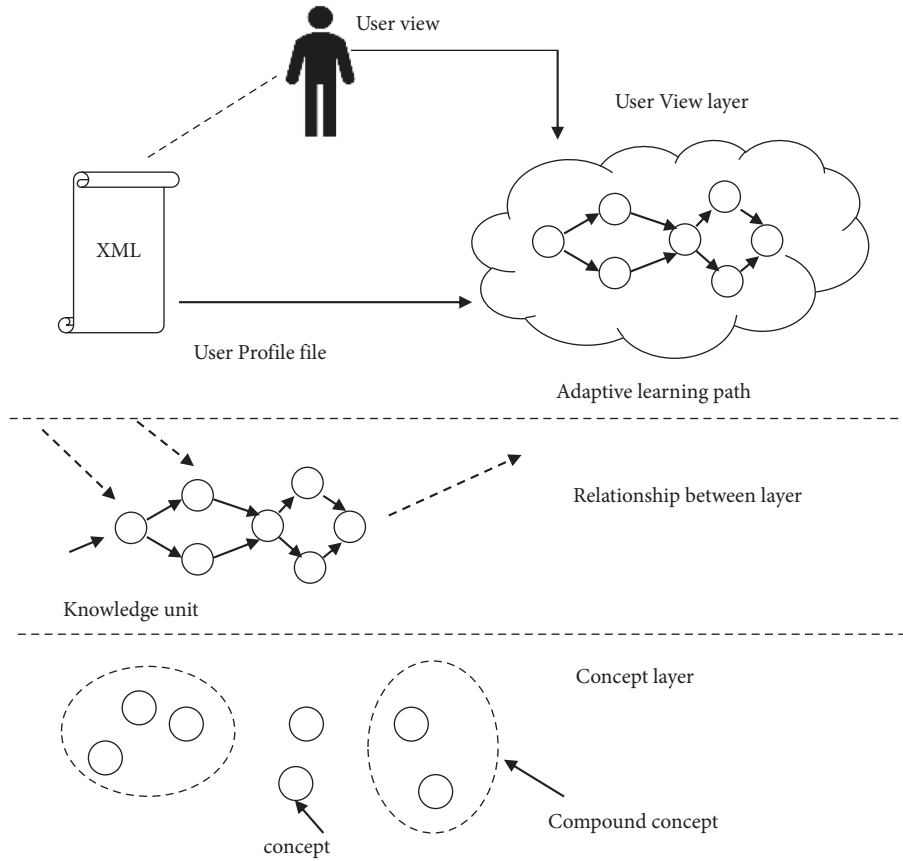 User view
User View layer
XML
User Profile file
Adaptive learning path
Relationship between layer
Knowledge unit
Concept layer
Compound concept
concept